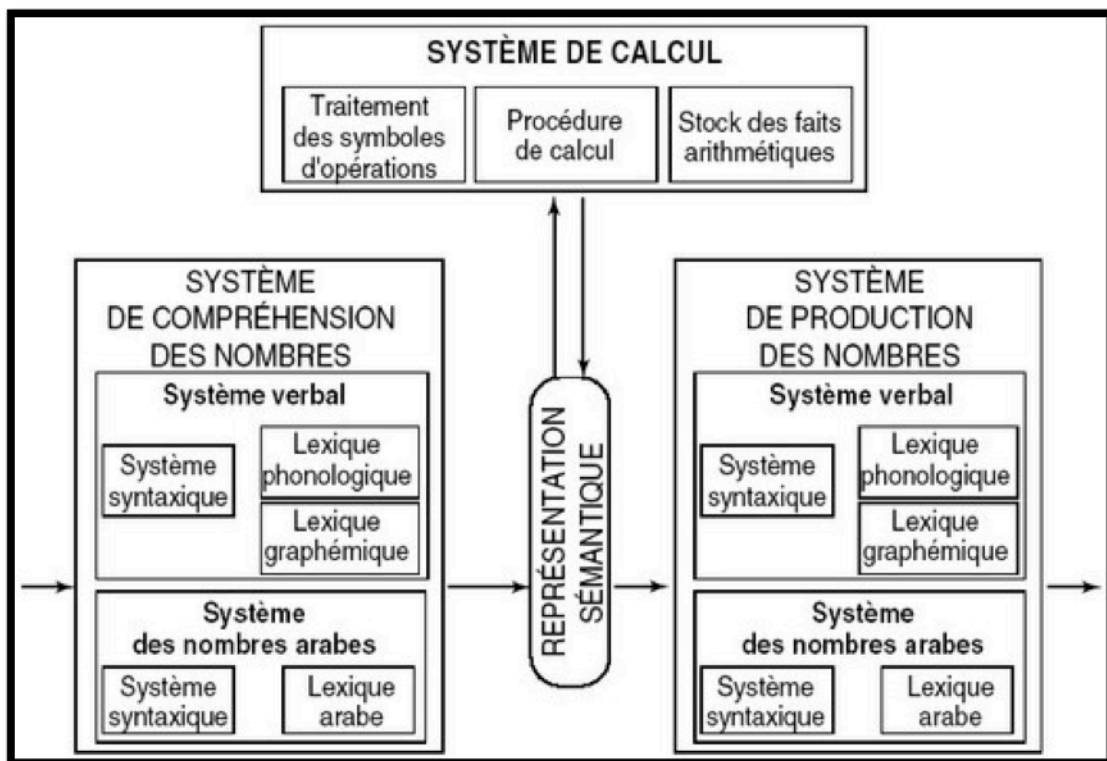 SYSTÈME DE CALCUL
Traitement
des symboles
d'opérations
Procédure
de calcul
Stock des faits
arithmétiques
SYSTÈME
DE COMPRÉHENSION
DES NOMBRES
Système verbal
Système
syntaxique
Lexique
phonologique
Lexique
graphémique
Système
des nombres arabes
Système
syntaxique
Lexique
arabe
REPRÉSENTATION
SÉMANTIQUE
SYSTÈME
DE PRODUCTION
DES NOMBRES
Système verbal
Système
syntaxique
Lexique
phonologique
Lexique
graphémique
Système
des nombres arabes
Système
syntaxique
Lexique
arabe